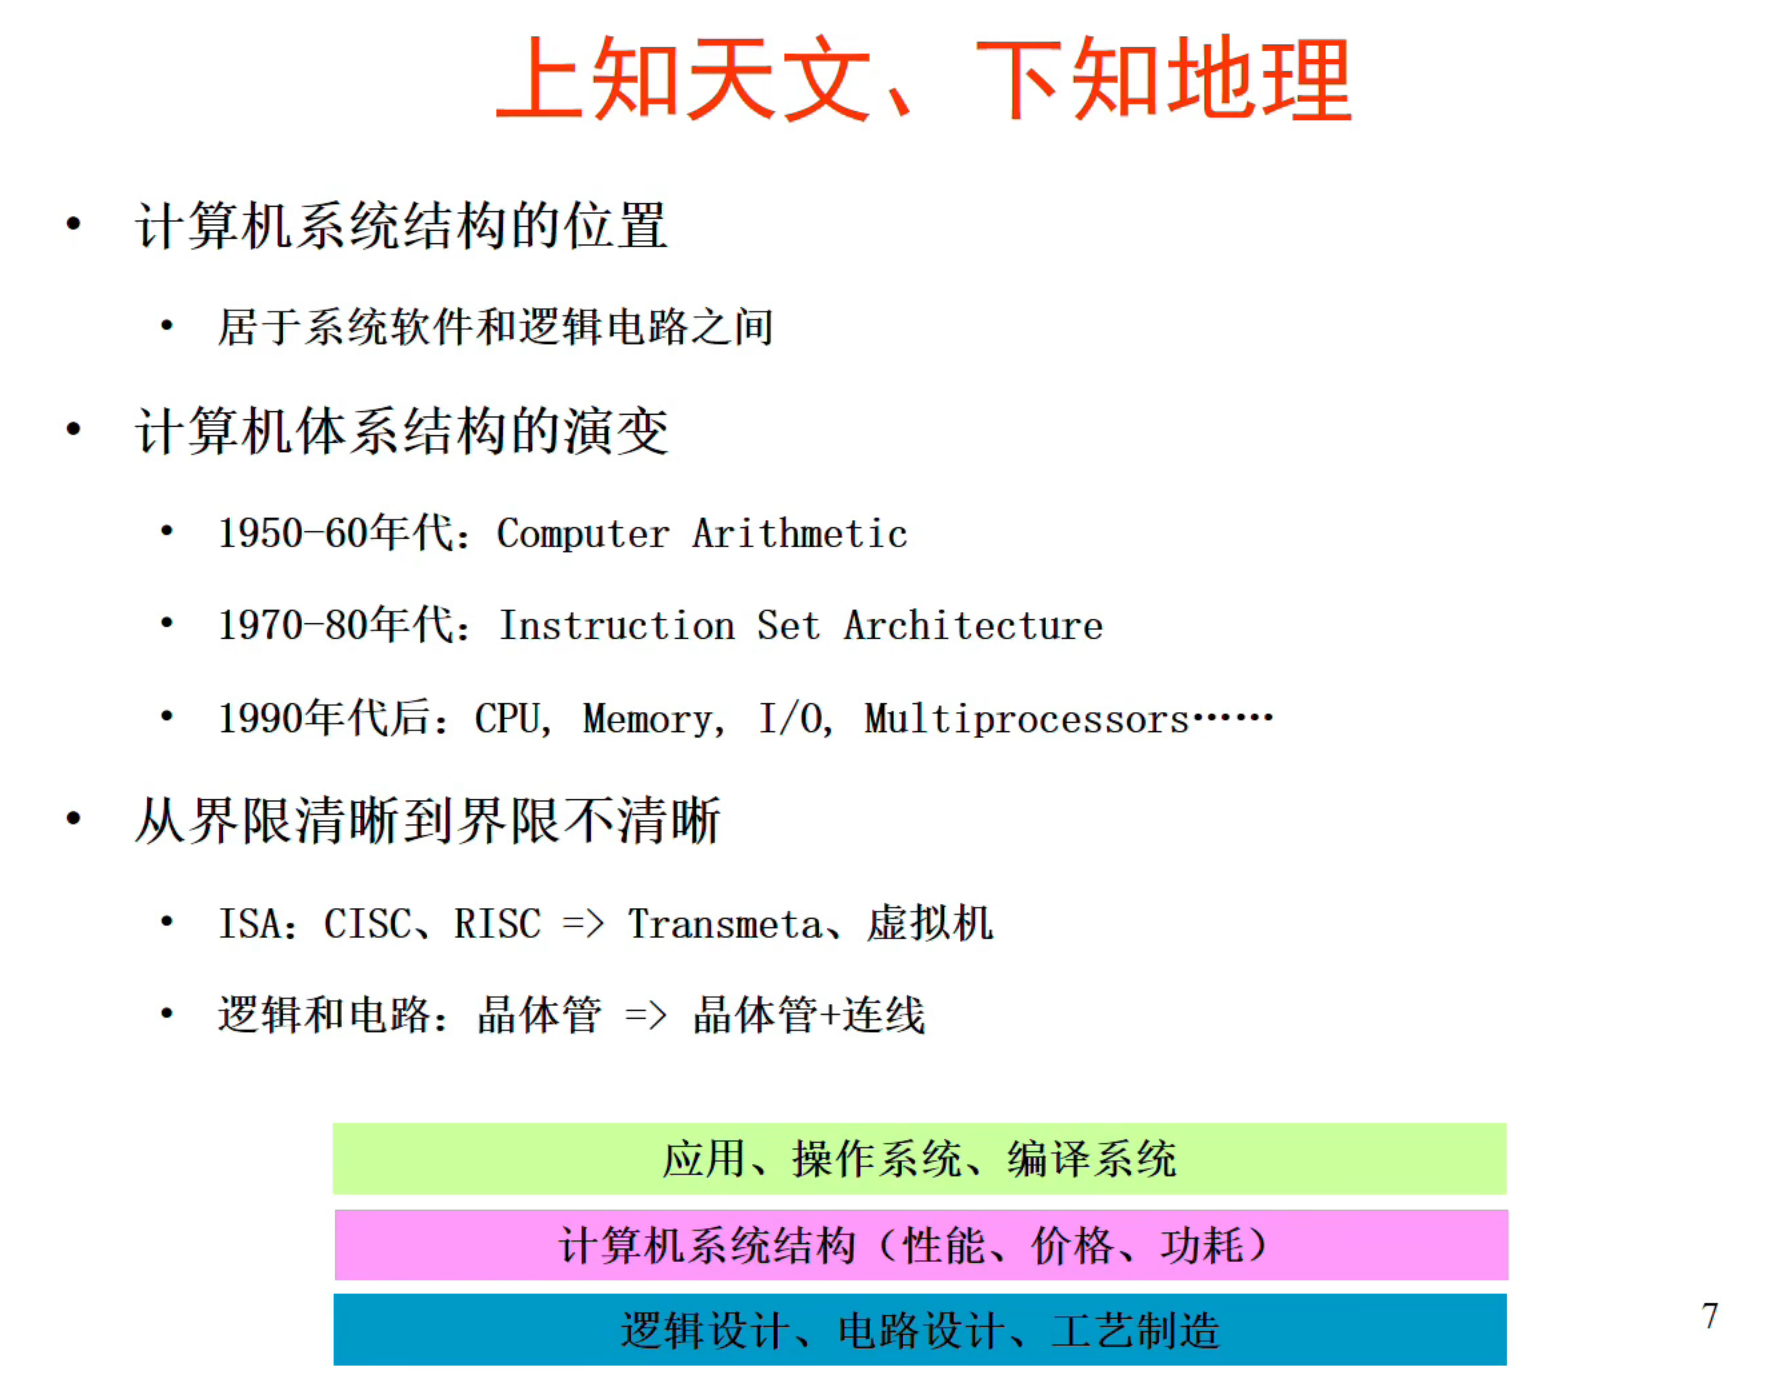 上知天文、下知地理
• 计算机系统结构的位置
• 居于系统软件和逻辑电路之间
• 计算机体系结构的演变
• 1950-60年代：Computer Arithmetic
• 1970-80年代：Instruction Set Architecture
• 1990年代后：CPU, Memory, I/O, Multiprocessors……
• 从界限清晰到界限不清晰
• ISA：CISC、RISC => Transmeta、虚拟机
• 逻辑和电路：晶体管 => 晶体管+连线
应用、操作系统、编译系统
计算机系统结构（性能、价格、功耗）
逻辑设计、电路设计、工艺制造
7